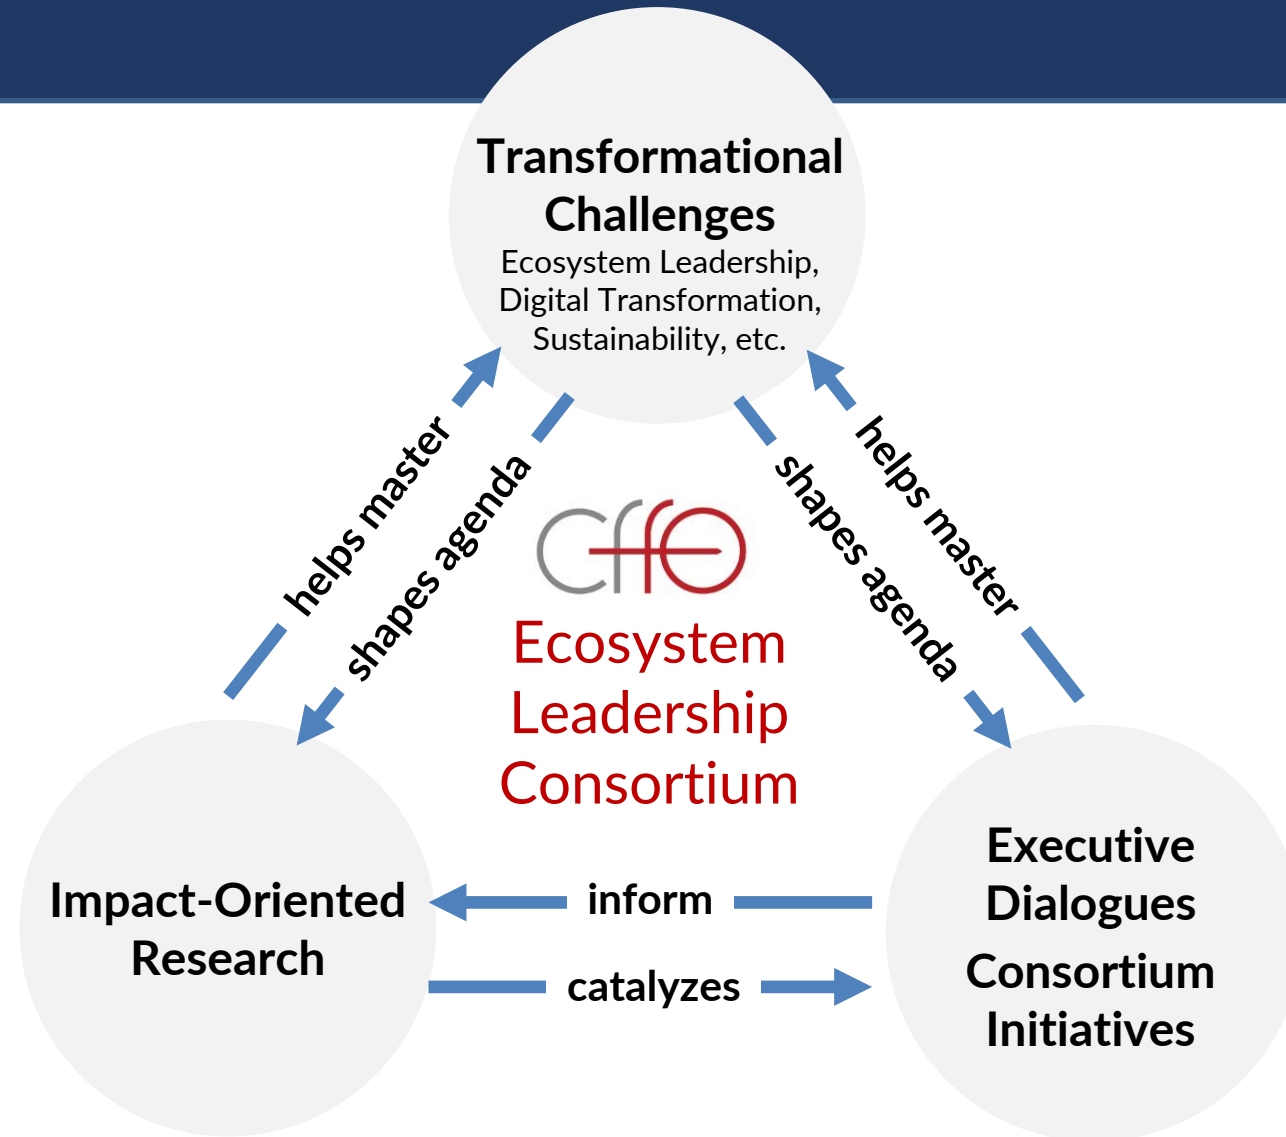 Transformational
Challenges
Ecosystem Leadership,
Digital Transformation,
Sustainability, etc.
helps master
shapes agenda
shapes agenda
helps master
cffo
Ecosystem
Leadership
Consortium
Impact-Oriented
Research
inform
catalyzes
Executive
Dialogues
Consortium
Initiatives